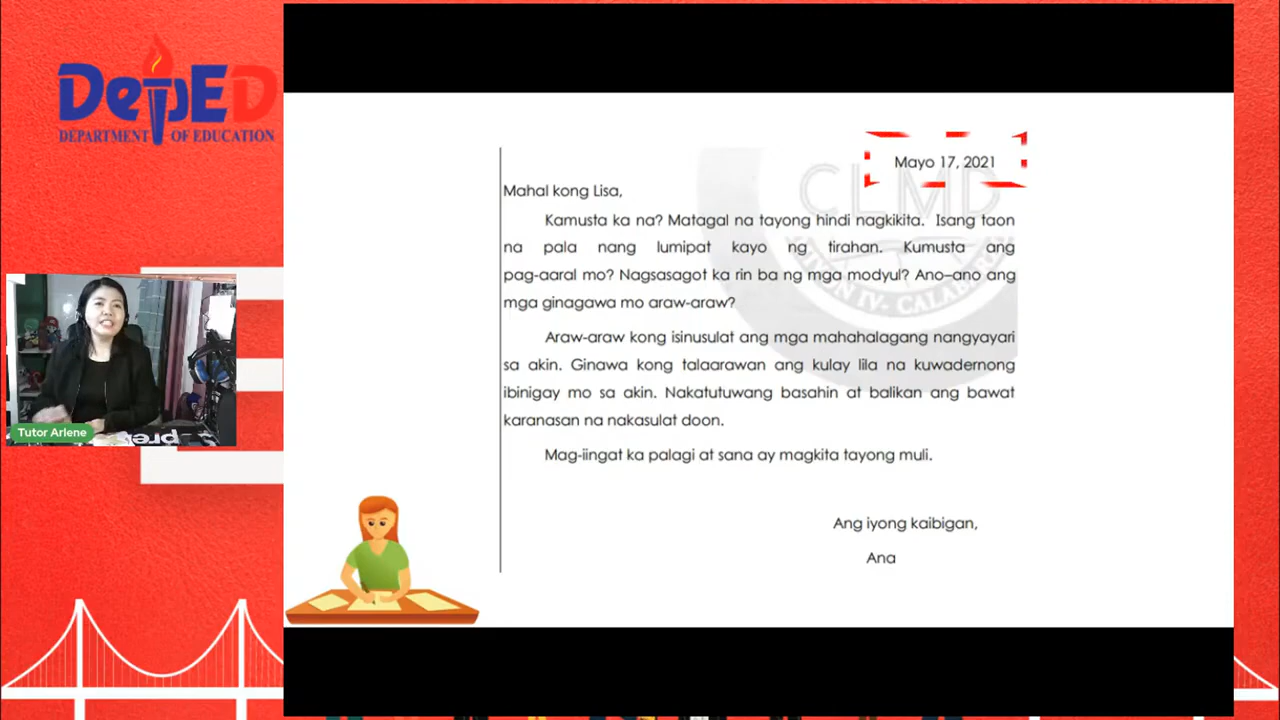 DepED
DEPARTMENT OF EDUCATION
Mayo 17, 2021
Mahal kong Lisa,
Kamusta ka na? Matagal na tayong hindi nagkikita. Isang taon
na pala nang lumipat kayo ng tirahan. Kumusta ang
pag-aaral mo? Nagsasagot ka rin ba ng mga modyul? Ano–ano ang
mga ginagawa mo araw-araw?
Araw-araw kong isinusulat ang mga mahahalagang nangyayari
sa akin. Ginawa kong talaarawan ang kulay lila na kuwadernong
ibinigay mo sa akin. Nakatutuwang basahin at balikan ang bawat
karanasan na nakasulat doon.
Mag-iingat ka palagi at sana ay magkita tayong muli.
Ang iyong kaibigan,
Ana
CLMD
Tutor Arlene